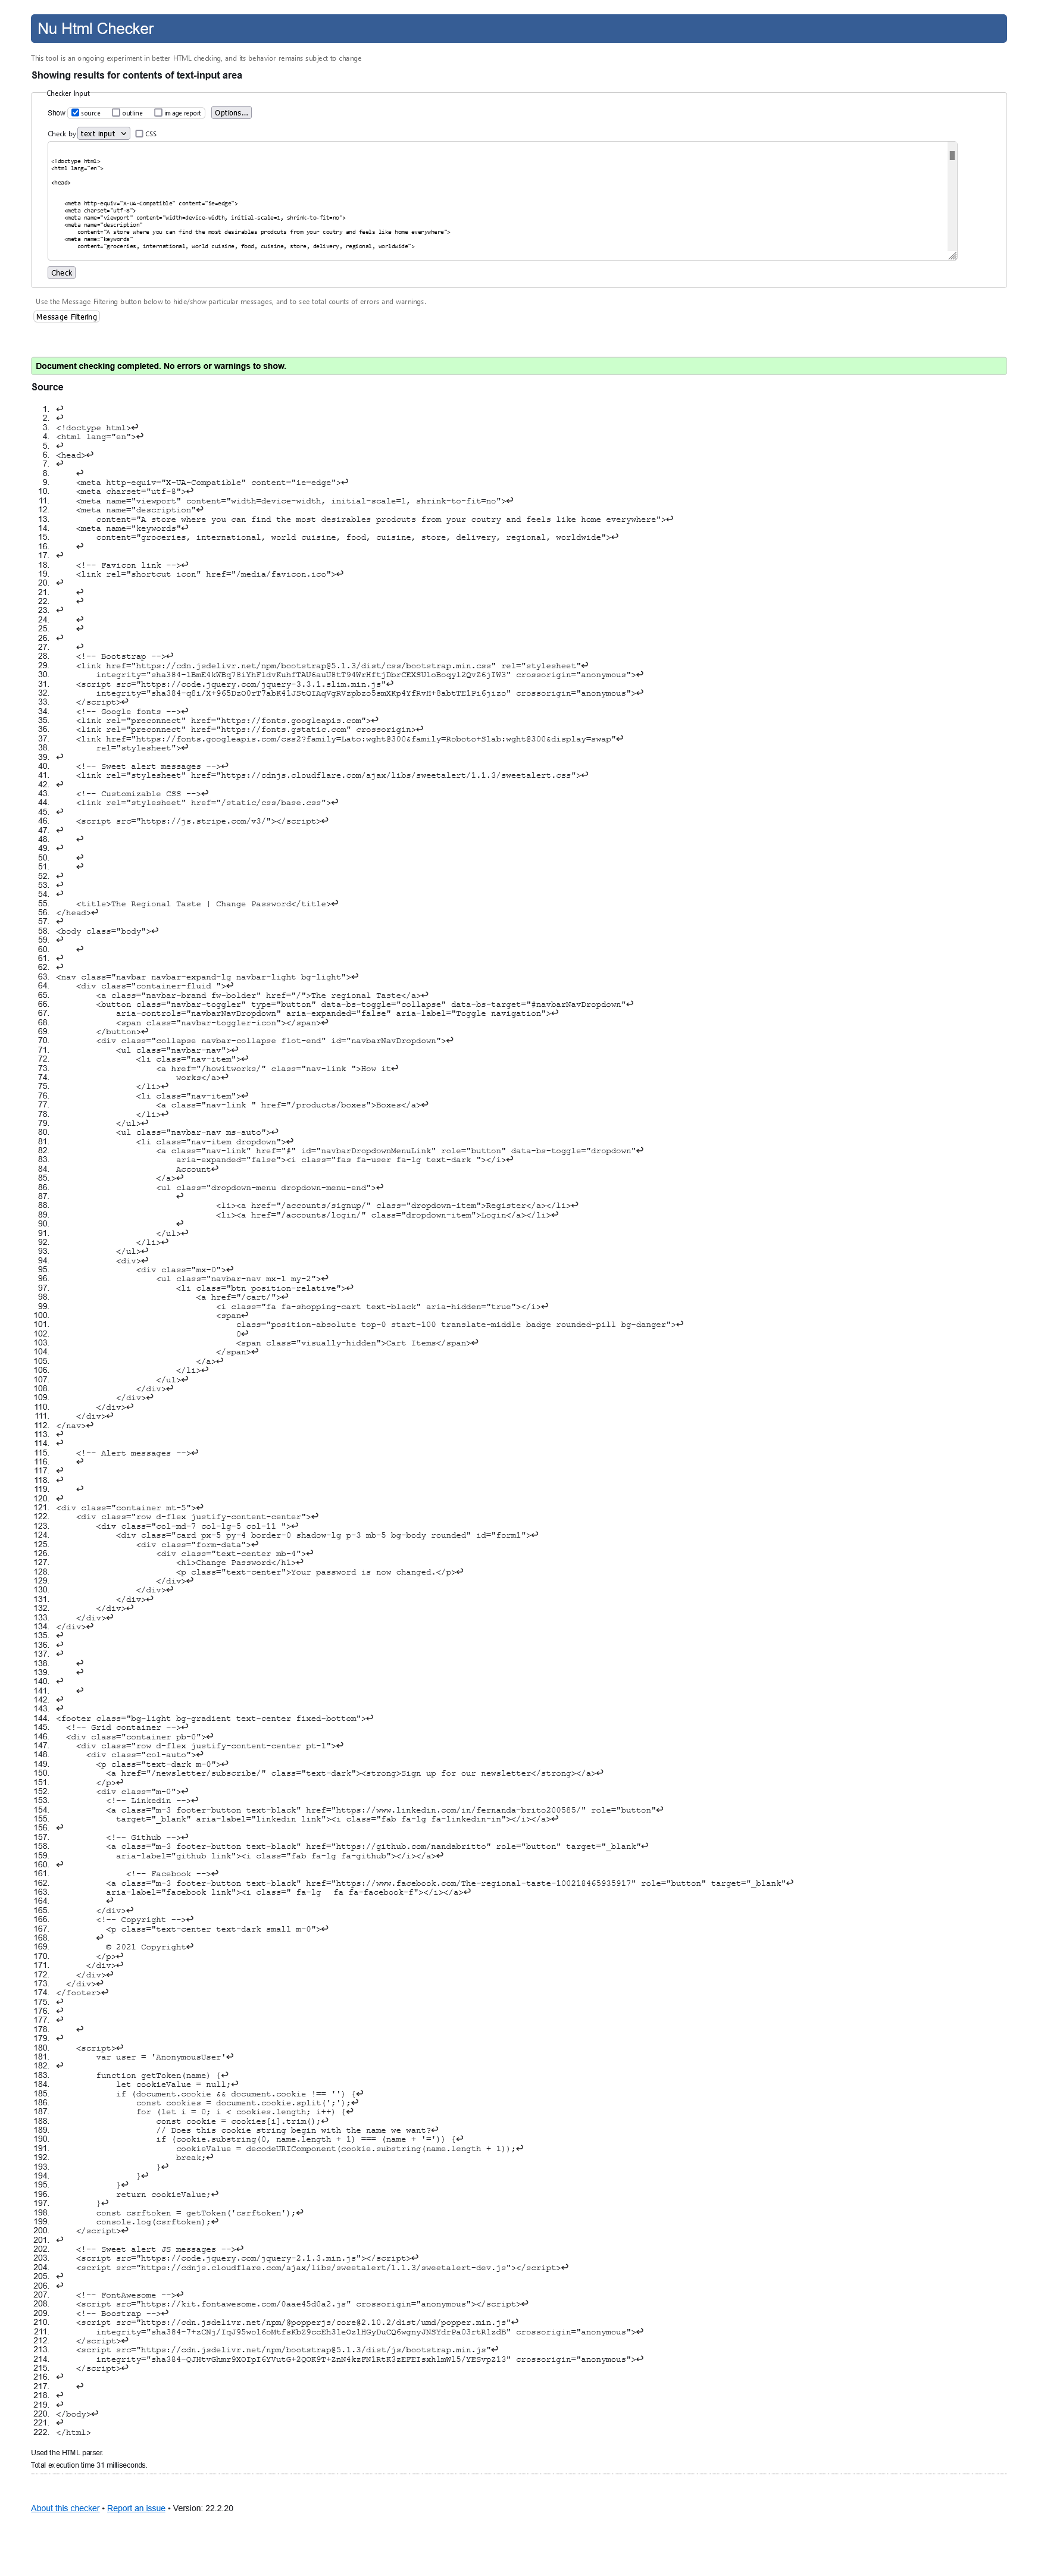 Nu Html Checker
This tool is an ongoing experiment in better HTML checking, and its behavior remains subject to change
Showing results for contents of text-input area
Checker Input
Show source outline image report Options...
Check by text input CSS
<!doctype html>
<html lang="en">
<head>
<meta http-equiv="X-UA-Compatible" content="ie=edge">
<meta charset="utf-8">
<meta name="viewport" content="width=device-width, initial-scale=1, shrink-to-fit=no">
<meta name="description"
content="A store where you can find the most desirables prodcuts from your coutry and feels like home everywhere">
<meta name="keywords"
content="groceries, international, world cuisine, food, cuisine, store, delivery, regional, worldwide">
Check
Use the Message Filtering button below to hide/show particular messages, and to see total counts of errors and warnings.
Message Filtering
Document checking completed. No errors or warnings to show.
Source
1. ↩
2. ↩
3. <!doctype html>↩
4. <html lang="en">↩
5. ↩
6. <head>↩
7. ↩
8. ↩
9. <meta http-equiv="X-UA-Compatible" content="ie=edge">↩
10. <meta charset="utf-8">↩
11. <meta name="viewport" content="width=device-width, initial-scale=1, shrink-to-fit=no">↩
12. <meta name="description"↩
13. content="A store where you can find the most desirables prodcuts from your coutry and feels like home everywhere">↩
14. <meta name="keywords"↩
15. content="groceries, international, world cuisine, food, cuisine, store, delivery, regional, worldwide">↩
16. ↩
17. ↩
18. <!-- Favicon link -->↩
19. <link rel="shortcut icon" href="/media/favicon.ico">↩
20. ↩
21. ↩
22. ↩
23. ↩
24. ↩
25. ↩
26. ↩
27. ↩
28. <!-- Bootstrap -->↩
29. <link href="https://cdn.jsdelivr.net/npm/bootstrap@5.1.3/dist/css/bootstrap.min.css" rel="stylesheet"↩
30. integrity="sha384-1BmE4kWBq78iYhFldvKuhfTAU6auU8tT94WrHftjDbrCEXSU1oBoqyl2QvZ6jIW3" crossorigin="anonymous">↩
31. <script src="https://code.jquery.com/jquery-3.3.1.slim.min.js"↩
32. integrity="sha384-q8i/X+965DzO0rT7abK41JStQIAqVgRVzpbzo5smXKp4YfRvH+8abtTE1Pi6jizo" crossorigin="anonymous">↩
33. </script>↩
34. <!-- Google fonts -->↩
35. <link rel="preconnect" href="https://fonts.googleapis.com">↩
36. <link rel="preconnect" href="https://fonts.gstatic.com" crossorigin>↩
37. <link href="https://fonts.googleapis.com/css2?family=Lato:wght@300&family=Roboto+Slab:wght@300&display=swap"↩
38. rel="stylesheet">↩
39. ↩
40. <!-- Sweet alert messages -->↩
41. <link rel="stylesheet" href="https://cdnjs.cloudflare.com/ajax/libs/sweetalert/1.1.3/sweetalert.css">↩
42. ↩
43. <!-- Customizable CSS -->↩
44. <link rel="stylesheet" href="/static/css/base.css">↩
45. ↩
46. <script src="https://js.stripe.com/v3/"></script>↩
47. ↩
48. ↩
49. ↩
50. ↩
51. ↩
52. ↩
53. ↩
54. ↩
55. <title>The Regional Taste | Change Password</title>↩
56. </head>↩
57. ↩
58. <body class="body">↩
59. ↩
60. ↩
61. ↩
62. ↩
63. <nav class="navbar navbar-expand-lg navbar-light bg-light">↩
64. <div class="container-fluid ">↩
65. <a class="navbar-brand fw-bolder" href="/">The regional Taste</a>↩
66. <button class="navbar-toggler" type="button" data-bs-toggle="collapse" data-bs-target="#navbarNavDropdown"↩
67. aria-controls="navbarNavDropdown" aria-expanded="false" aria-label="Toggle navigation">↩
68. <span class="navbar-toggler-icon"></span>↩
69. </button>↩
70. <div class="collapse navbar-collapse flot-end" id="navbarNavDropdown">↩
71. <ul class="navbar-nav">↩
72. <li class="nav-item">↩
73. <a href="/howitworks/" class="nav-link ">How it↩
74. works</a>↩
75. </li>↩
76. <li class="nav-item">↩
77. <a class="nav-link " href="/products/boxes">Boxes</a>↩
78. </li>↩
79. </ul>↩
80. <ul class="navbar-nav ms-auto">↩
81. <li class="nav-item dropdown">↩
82. <a class="nav-link" href="#" id="navbarDropdownMenuLink" role="button" data-bs-toggle="dropdown"↩
83. aria-expanded="false"><i class="fas fa-user fa-lg text-dark "></i>↩
84. Account↩
85. </a>↩
86. <ul class="dropdown-menu dropdown-menu-end">↩
87. ↩
88. <li><a href="/accounts/signup/" class="dropdown-item">Register</a></li>↩
89. <li><a href="/accounts/login/" class="dropdown-item">Login</a></li>↩
90. ↩
91. </ul>↩
92. </li>↩
93. </ul>↩
94. <div>↩
95. <div class="mx-0">↩
96. <ul class="navbar-nav mx-1 my-2">↩
97. <li class="btn position-relative">↩
98. <a href="/cart/">↩
99. <i class="fa fa-shopping-cart text-black" aria-hidden="true"></i>↩
100. <span↩
101. class="position-absolute top-0 start-100 translate-middle badge rounded-pill bg-danger">↩
102. 0↩
103. <span class="visually-hidden">Cart Items</span>↩
104. </span>↩
105. </a>↩
106. </li>↩
107. </ul>↩
108. </div>↩
109. </div>↩
110. </div>↩
111. </div>↩
112. </nav>↩
113. ↩
114. ↩
115. <!-- Alert messages -->↩
116. ↩
117. ↩
118. ↩
119. ↩
120. ↩
121. <div class="container mt-5">↩
122. <div class="row d-flex justify-content-center">↩
123. <div class="col-md-7 col-lg-5 col-11 ">↩
124. <div class="card px-5 py-4 border-0 shadow-lg p-3 mb-5 bg-body rounded" id="form1">↩
125. <div class="form-data">↩
126. <div class="text-center mb-4">↩
127. <h1>Change Password</h1>↩
128. <p class="text-center">Your password is now changed.</p>↩
129. </div>↩
130. </div>↩
131. </div>↩
132. </div>↩
133. </div>↩
134. </div>↩
135. ↩
136. ↩
137. ↩
138. ↩
139. ↩
140. ↩
141. ↩
142. ↩
143. ↩
144. <footer class="bg-light bg-gradient text-center fixed-bottom">↩
145. <!-- Grid container -->↩
146. <div class="container pb-0">↩
147. <div class="row d-flex justify-content-center pt-1">↩
148. <div class="col-auto">↩
149. <p class="text-dark m-0">↩
150. <a href="/newsletter/subscribe/" class="text-dark"><strong>Sign up for our newsletter</strong></a>↩
151. </p>↩
152. <div class="m-0">↩
153. <!-- Linkedin -->↩
154. <a class="m-3 footer-button text-black" href="https://www.linkedin.com/in/fernanda-brito200585/" role="button"↩
155. target="_blank" aria-label="linkedin link"><i class="fab fa-lg fa-linkedin-in"></i></a>↩
156. ↩
157. <!-- Github -->↩
158. <a class="m-3 footer-button text-black" href="https://github.com/nandabritto" role="button" target="_blank"↩
159. aria-label="github link"><i class="fab fa-lg fa-github"></i></a>↩
160. ↩
161. <!-- Facebook -->↩
162. <a class="m-3 footer-button text-black" href="https://www.facebook.com/The-regional-taste-100218465935917" role="button" target="_blank"↩
163. aria-label="facebook link"><i class=" fa-lg  fa fa-facebook-f"></i></a>↩
164. ↩
165. </div>↩
166. <!-- Copyright -->↩
167. <p class="text-center text-dark small m-0">↩
168. ↩
169. © 2021 Copyright↩
170. </p>↩
171. </div>↩
172. </div>↩
173. </div>↩
174. </footer>↩
175. ↩
176. ↩
177. ↩
178. ↩
179. ↩
180. <script>↩
181. var user = 'AnonymousUser'↩
182. ↩
183. function getToken(name) {↩
184. let cookieValue = null;↩
185. if (document.cookie && document.cookie !== '') {↩
186. const cookies = document.cookie.split(';');↩
187. for (let i = 0; i < cookies.length; i++) {↩
188. const cookie = cookies[i].trim();↩
189. // Does this cookie string begin with the name we want?↩
190. if (cookie.substring(0, name.length + 1) === (name + '=')) {↩
191. cookieValue = decodeURIComponent(cookie.substring(name.length + 1));↩
192. break;↩
193. }↩
194. }↩
195. }↩
196. return cookieValue;↩
197. }↩
198. const csrftoken = getToken('csrftoken');↩
199. console.log(csrftoken);↩
200. </script>↩
201. ↩
202. <!-- Sweet alert JS messages -->↩
203. <script src="https://code.jquery.com/jquery-2.1.3.min.js"></script>↩
204. <script src="https://cdnjs.cloudflare.com/ajax/libs/sweetalert/1.1.3/sweetalert-dev.js"></script>↩
205. ↩
206. ↩
207. <!-- FontAwesome -->↩
208. <script src="https://kit.fontawesome.com/0aae45d0a2.js" crossorigin="anonymous"></script>↩
209. <!-- Boostrap -->↩
210. <script src="https://cdn.jsdelivr.net/npm/@popperjs/core@2.10.2/dist/umd/popper.min.js"↩
211. integrity="sha384-7+zCNj/IqJ95wo16oMtfsKbZ9ccEh31eOz1HGyDuCQ6wgnyJNSYdrPa03rtR1zdB" crossorigin="anonymous">↩
212. </script>↩
213. <script src="https://cdn.jsdelivr.net/npm/bootstrap@5.1.3/dist/js/bootstrap.min.js"↩
214. integrity="sha384-QJHtvGhmr9XOIpI6YVutG+2QOK9T+ZnN4kzFN1RtK3zEFEIsxhlmWl5/YESvpZ13" crossorigin="anonymous">↩
215. </script>↩
216. ↩
217. ↩
218. ↩
219. ↩
220. </body>↩
221. ↩
222. </html>
Used the HTML parser.
Total execution time 31 milliseconds.
About this checker • Report an issue • Version: 22.2.20